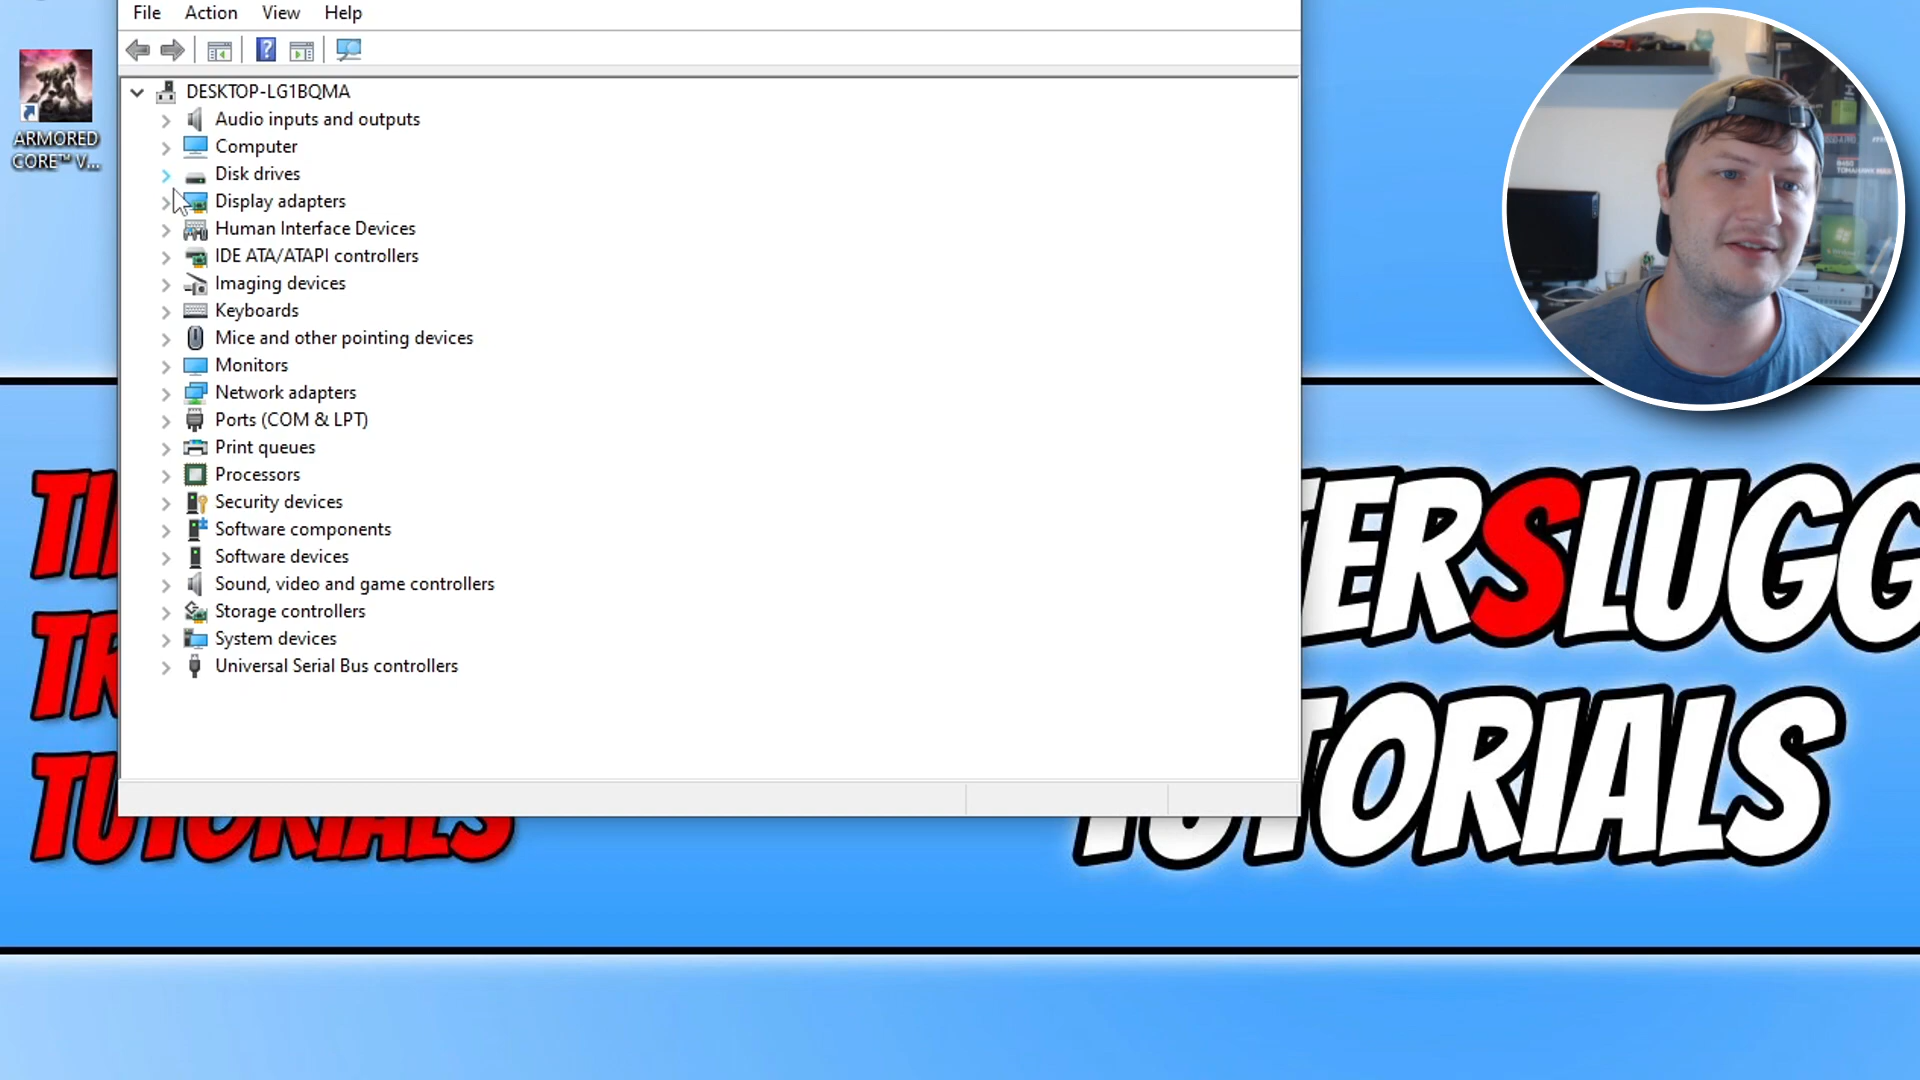 File Action View Help
DESKTOP-LG1BQMA
Audio inputs and outputs
Computer
Disk drives
Display adapters
Human Interface Devices
IDE ATA/ATAPI controllers
Imaging devices
Keyboards
Mice and other pointing devices
Monitors
Network adapters
Ports (COM & LPT)
Print queues
Processors
Security devices
Software components
Software devices
Sound, video and game controllers
Storage controllers
System devices
Universal Serial Bus controllers
ARMORED
CORE™ V...
TUTORIALS
ERSLUGG
TUTORIALS